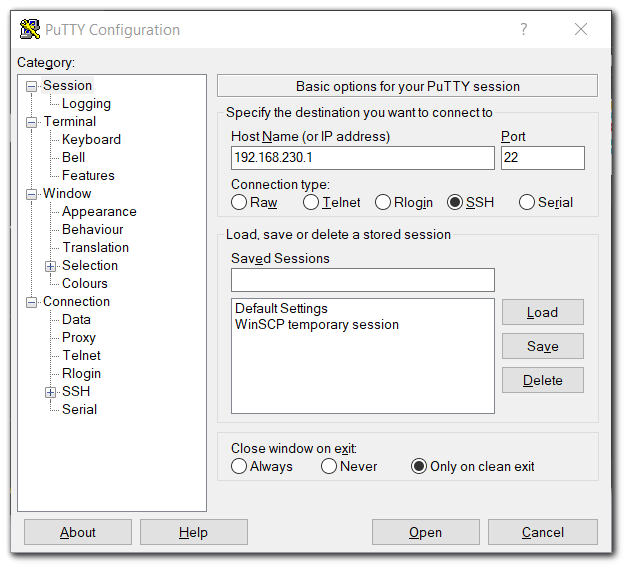 PuTTY Configuration
Category:
Session
Logging
Terminal
Keyboard
Bell
Features
Window
Appearance
Behaviour
Translation
Selection
Colours
Connection
Data
Proxy
Telnet
Rlogin
SSH
Serial
Basic options for your PuTTY session
Specify the destination you want to connect to
Host Name (or IP address) Port
192.168.230.1 22
Connection type:
Raw Telnet Rlogin SSH Serial
Load, save or delete a stored session
Saved Sessions
Default Settings
WinSCP temporary session
Load
Save
Delete
Close window on exit:
Always Never Only on clean exit
About Help Open Cancel